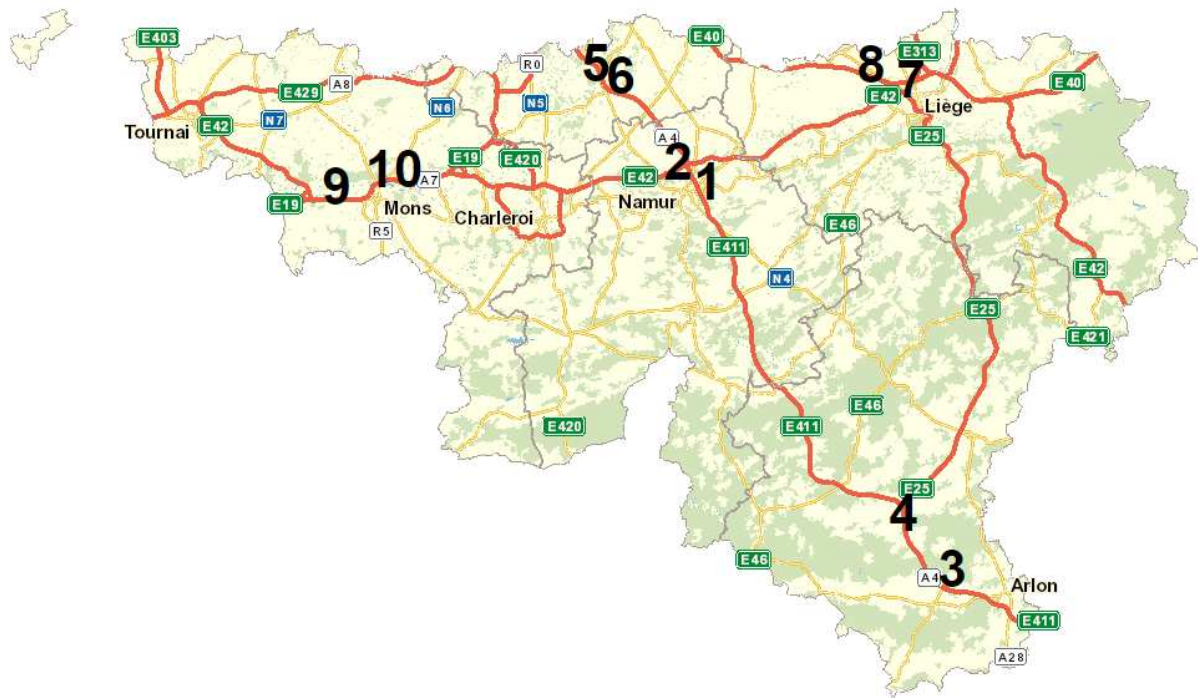 E403
E40
5
6
8
E313
7
R0
A8
E429
N6
N5
E42
E40
Liège
N7
Tournai
E42
A4
E25
2
9
10
E19
E420
1
A7
E42
E19
Mons
Namur
Charleroi
R5
E46
E411
N4
E42
E25
E421
E46
E420
E411
E25
4
E46
3
A4
Arlon
E411
A28